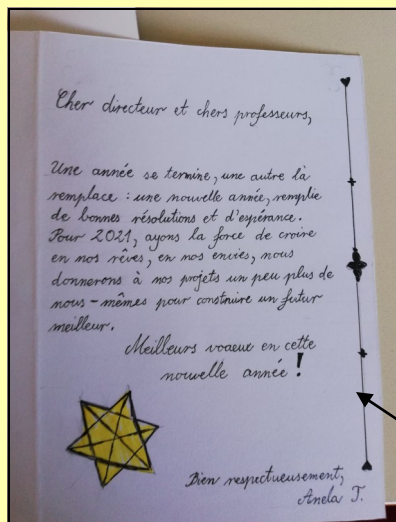 Cher directeur et chers professeurs,
Une année se termine, une autre la
remplace : une nouvelle année, remplie
de bonnes résolutions et d'espérance.
Pour 2021, ayons la force de croire
en nos rêves, en nos envies, nous
donnerons à nos projets un peu plus de
nous-mêmes pour construire un futur
meilleur.
Meilleurs voaeux en cette
nouvelle année !
Bien respectueusement,
Anela T.